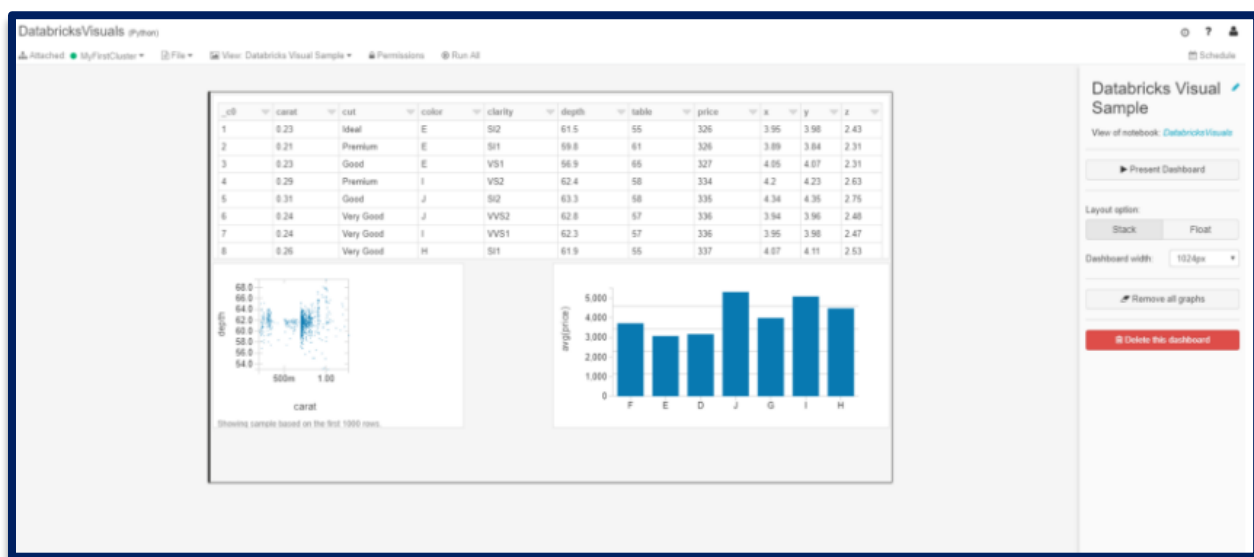 DatabricksVisuals (Python)
Attached: MyFirstCluster File View: Databricks Visual Sample Permissions Run All Schedule
_c0 carat cut color clarity depth table price x y z
1 0.23 Ideal E SI2 61.5 55 326 3.95 3.98 2.43
2 0.21 Premium E SI1 59.8 61 326 3.89 3.84 2.31
3 0.23 Good E VS1 56.9 65 327 4.05 4.07 2.31
4 0.29 Premium I VS2 62.4 58 334 4.2 4.23 2.63
5 0.31 Good J SI2 63.3 58 335 4.34 4.35 2.75
6 0.24 Very Good J VVS2 62.8 57 336 3.94 3.96 2.48
7 0.24 Very Good I VVS1 62.3 57 336 3.95 3.98 2.47
8 0.26 Very Good H SI1 61.9 55 337 4.07 4.11 2.53
depth
68.0
66.0
64.0
62.0
60.0
58.0
56.0
54.0
500m 1.00
carat
Showing sample based on the first 1000 rows.
avg(price)
5,000
4,000
3,000
2,000
1,000
0
F E D J G I H
Databricks Visual
Sample
View of notebook: DatabricksVisuals
Present Dashboard
Layout option:
Stack Float
Dashboard width: 1024px
Remove all graphs
Delete this dashboard